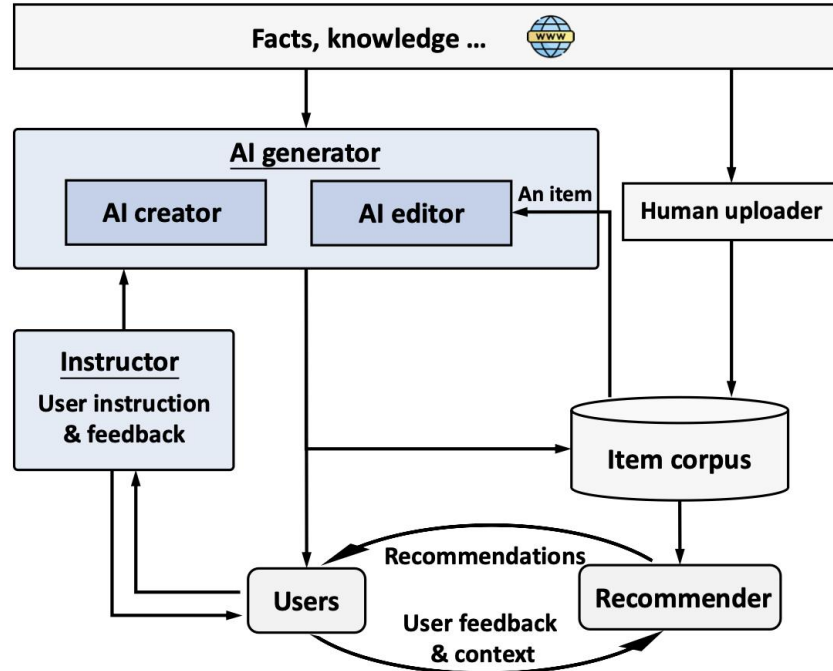 Facts, knowledge ...
WWW
AI generator
AI creator
AI editor
An item
Human uploader
Instructor
User instruction
& feedback
Item corpus
Recommendations
Users
Recommender
User feedback
& context